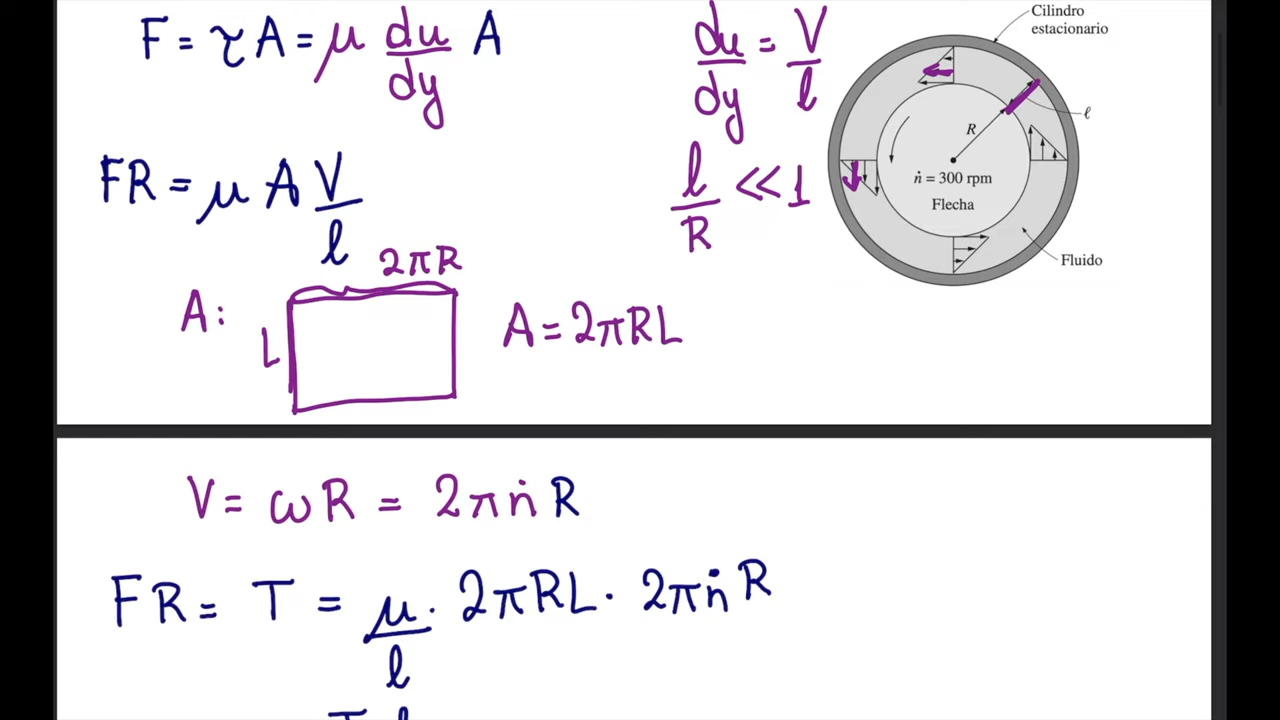 F = τ A = μ du/dy A
du/dy = V/l
Cilindro
estacionario
ℓ
R
ṅ = 300 rpm
Flecha
Fluido
FR = μ A V/l
l/R << 1
2πR
A:
L
A = 2πRL
V = ωR = 2πṅR
FR = T = μ/l · 2πRL · 2πṅR